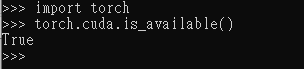 >>> import torch
>>> torch.cuda.is_available()
True
>>>